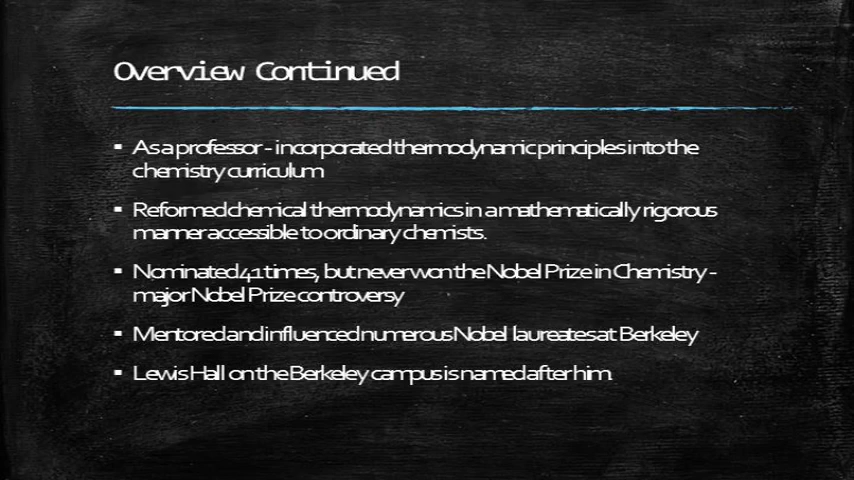 Overview Continued
▪ As a professor - incorporated thermodynamic principles into the
chemistry curriculum
▪ Reformed chemical thermodynamics in a mathematically rigorous
manner accessible to ordinary chemists.
▪ Nominated 41 times, but never won the Nobel Prize in Chemistry -
major Nobel Prize controversy
▪ Mentored and influenced numerous Nobel laureates at Berkeley
▪ Lewis Hall on the Berkeley campus is named after him.